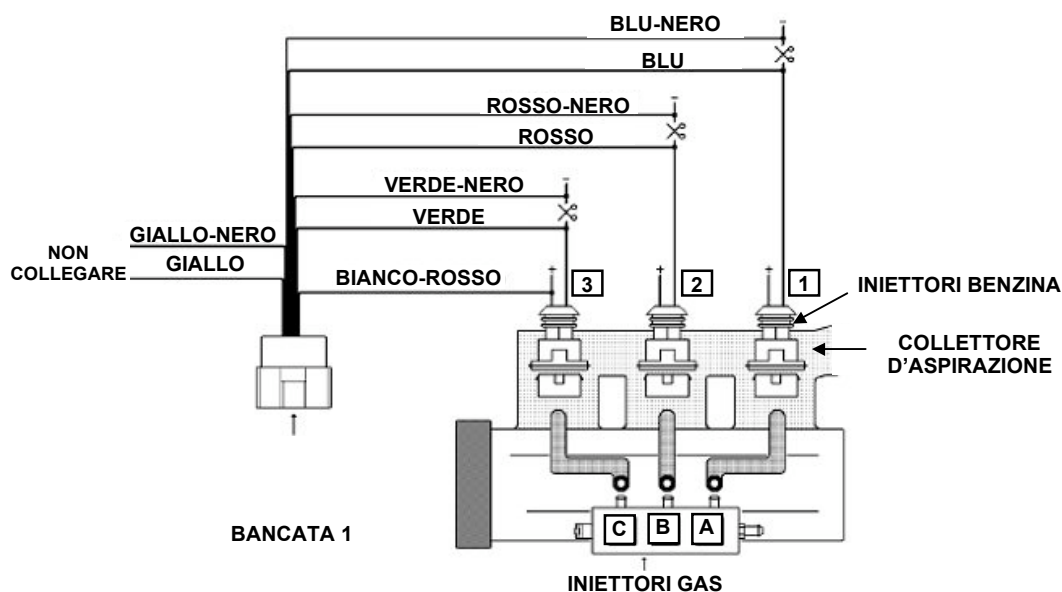 BLU-NERO
BLU
ROSSO-NERO
ROSSO
VERDE-NERO
VERDE
GIALLO-NERO
NON
COLLEGARE
GIALLO
BIANCO-ROSSO
- - -
+ + +
3 2 1
INIETTORI BENZINA
COLLETTORE
D'ASPIRAZIONE
BANCATA 1
C B A
INIETTORI GAS